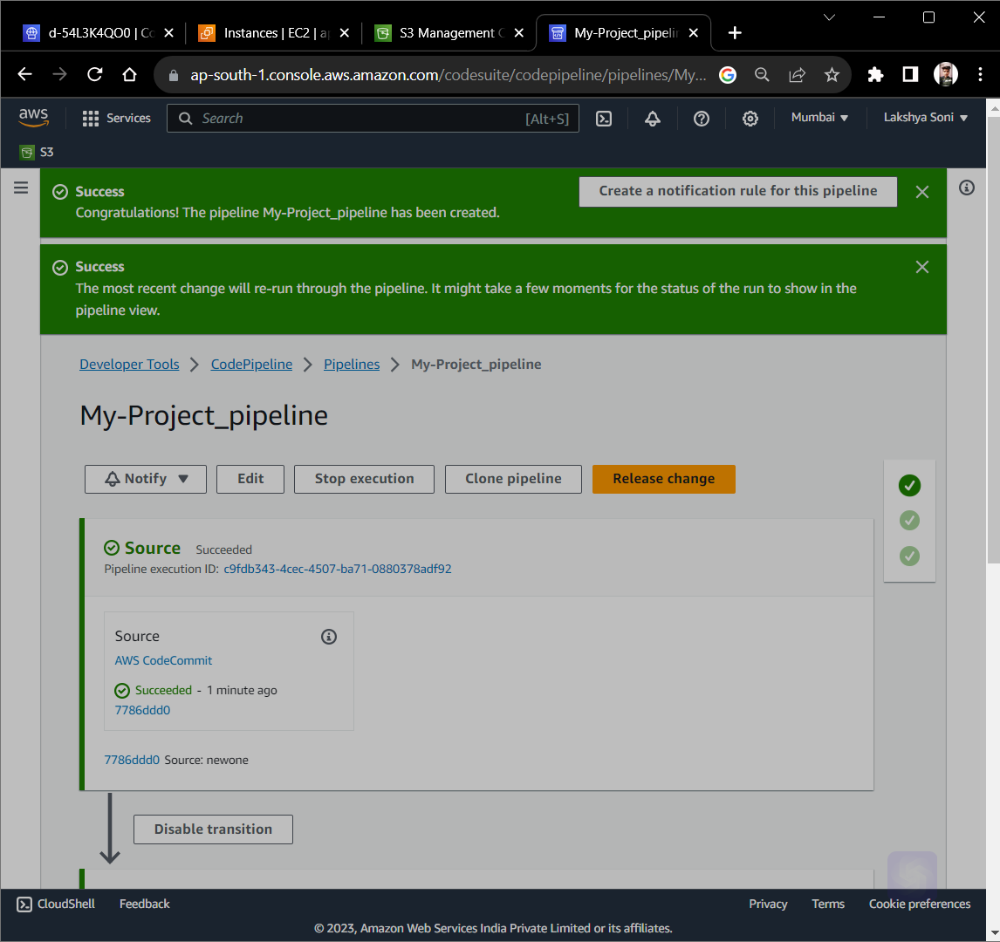 d-54L3K4QO0 | Co
Instances | EC2 | a
S3 Management C
My-Project_pipelin
ap-south-1.console.aws.amazon.com/codesuite/codepipeline/pipelines/My...
aws
Services
Search
[Alt+S]
Mumbai
Lakshya Soni
S3
Success
Congratulations! The pipeline My-Project_pipeline has been created.
Create a notification rule for this pipeline
Success
The most recent change will re-run through the pipeline. It might take a few moments for the status of the run to show in the
pipeline view.
Developer Tools
CodePipeline
Pipelines
My-Project_pipeline
My-Project_pipeline
Notify
Edit
Stop execution
Clone pipeline
Release change
Source Succeeded
Pipeline execution ID: c9fdb343-4cec-4507-ba71-0880378adf92
Source
AWS CodeCommit
Succeeded - 1 minute ago
7786ddd0
7786ddd0 Source: newone
Disable transition
CloudShell
Feedback
Privacy
Terms
Cookie preferences
© 2023, Amazon Web Services India Private Limited or its affiliates.